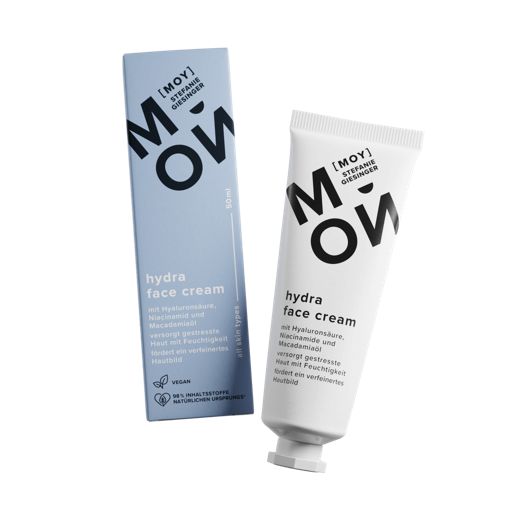 [MOY]
STEFANIE
GIESINGER
MOW
50 ml
all skin types
hydra
face cream
mit Hyaluronsäure,
Niacinamid und
Macadamiaöl
versorgt gestresste
Haut mit Feuchtigkeit
fördert ein verfeinertes
Hautbild
VEGAN
98% INHALTSSTOFFE
NATÜRLICHEN URSPRUNGS*
[MOY]
STEFANIE
GIESINGER
MOW
hydra
face cream
mit Hyaluronsäure,
Niacinamide und
Macadamiaöl
versorgt gestresste
Haut mit Feuchtigkeit
fördert ein verfeinertes
Hautbild